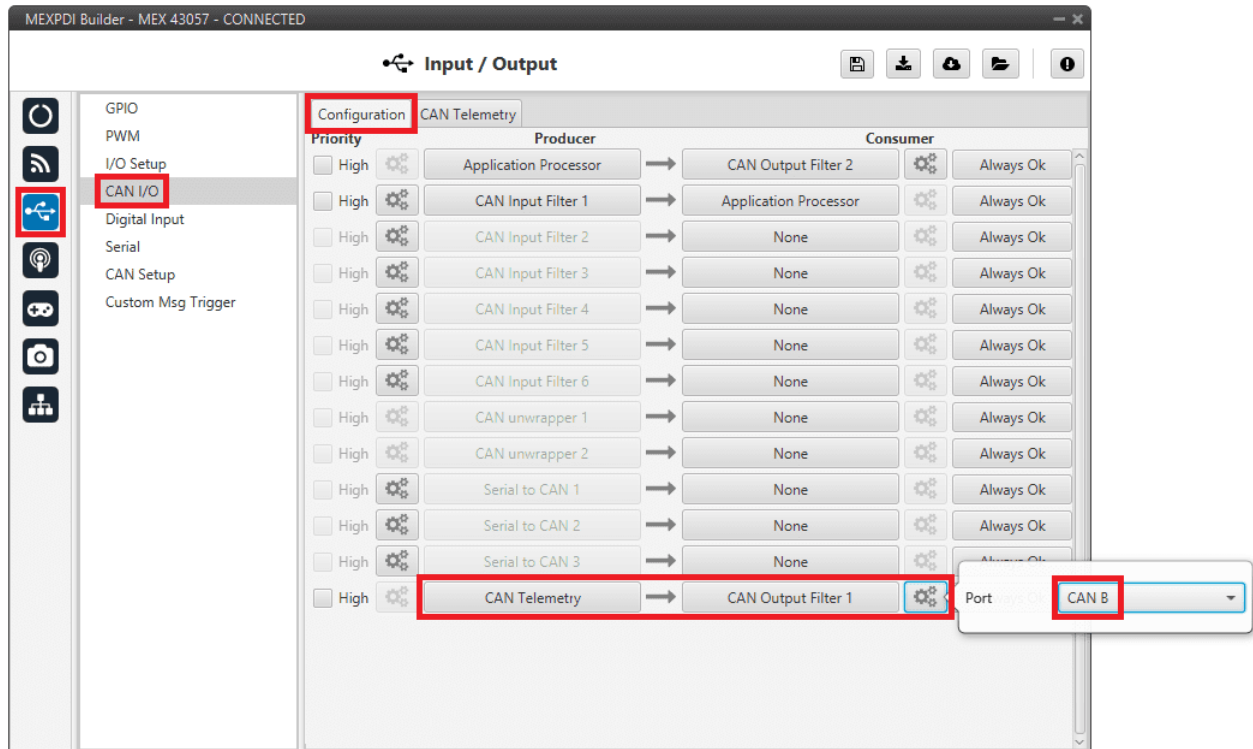 MEXPDI Builder - MEX 43057 - CONNECTED
Input / Output
GPIO
PWM
I/O Setup
CAN I/O
Digital Input
Serial
CAN Setup
Custom Msg Trigger
Configuration CAN Telemetry
Priority Producer Consumer
High Application Processor CAN Output Filter 2 Always Ok
High CAN Input Filter 1 Application Processor Always Ok
High CAN Input Filter 2 None Always Ok
High CAN Input Filter 3 None Always Ok
High CAN Input Filter 4 None Always Ok
High CAN Input Filter 5 None Always Ok
High CAN Input Filter 6 None Always Ok
High CAN unwrapper 1 None Always Ok
High CAN unwrapper 2 None Always Ok
High Serial to CAN 1 None Always Ok
High Serial to CAN 2 None Always Ok
High Serial to CAN 3 None Always Ok
High CAN Telemetry CAN Output Filter 1 Port CAN B